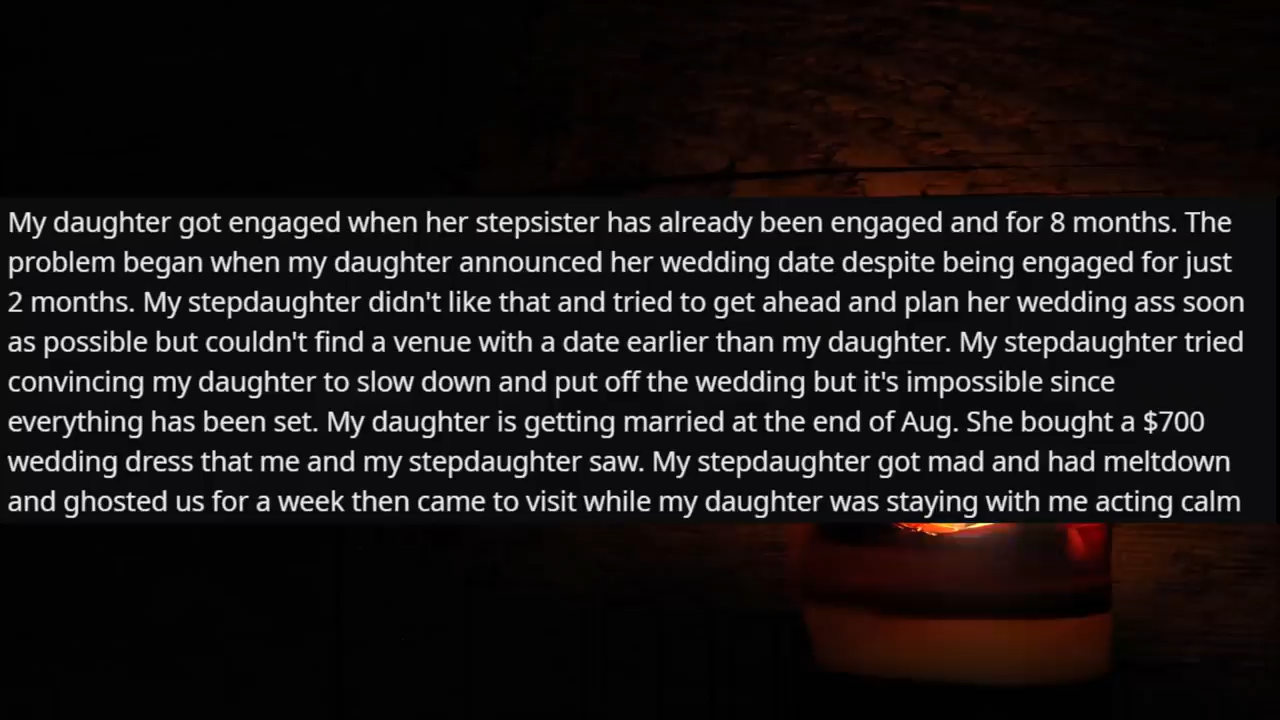 My daughter got engaged when her stepsister has already been engaged and for 8 months. The
problem began when my daughter announced her wedding date despite being engaged for just
2 months. My stepdaughter didn't like that and tried to get ahead and plan her wedding ass soon
as possible but couldn't find a venue with a date earlier than my daughter. My stepdaughter tried
convincing my daughter to slow down and put off the wedding but it's impossible since
everything has been set. My daughter is getting married at the end of Aug. She bought a $700
wedding dress that me and my stepdaughter saw. My stepdaughter got mad and had meltdown
and ghosted us for a week then came to visit while my daughter was staying with me acting calm